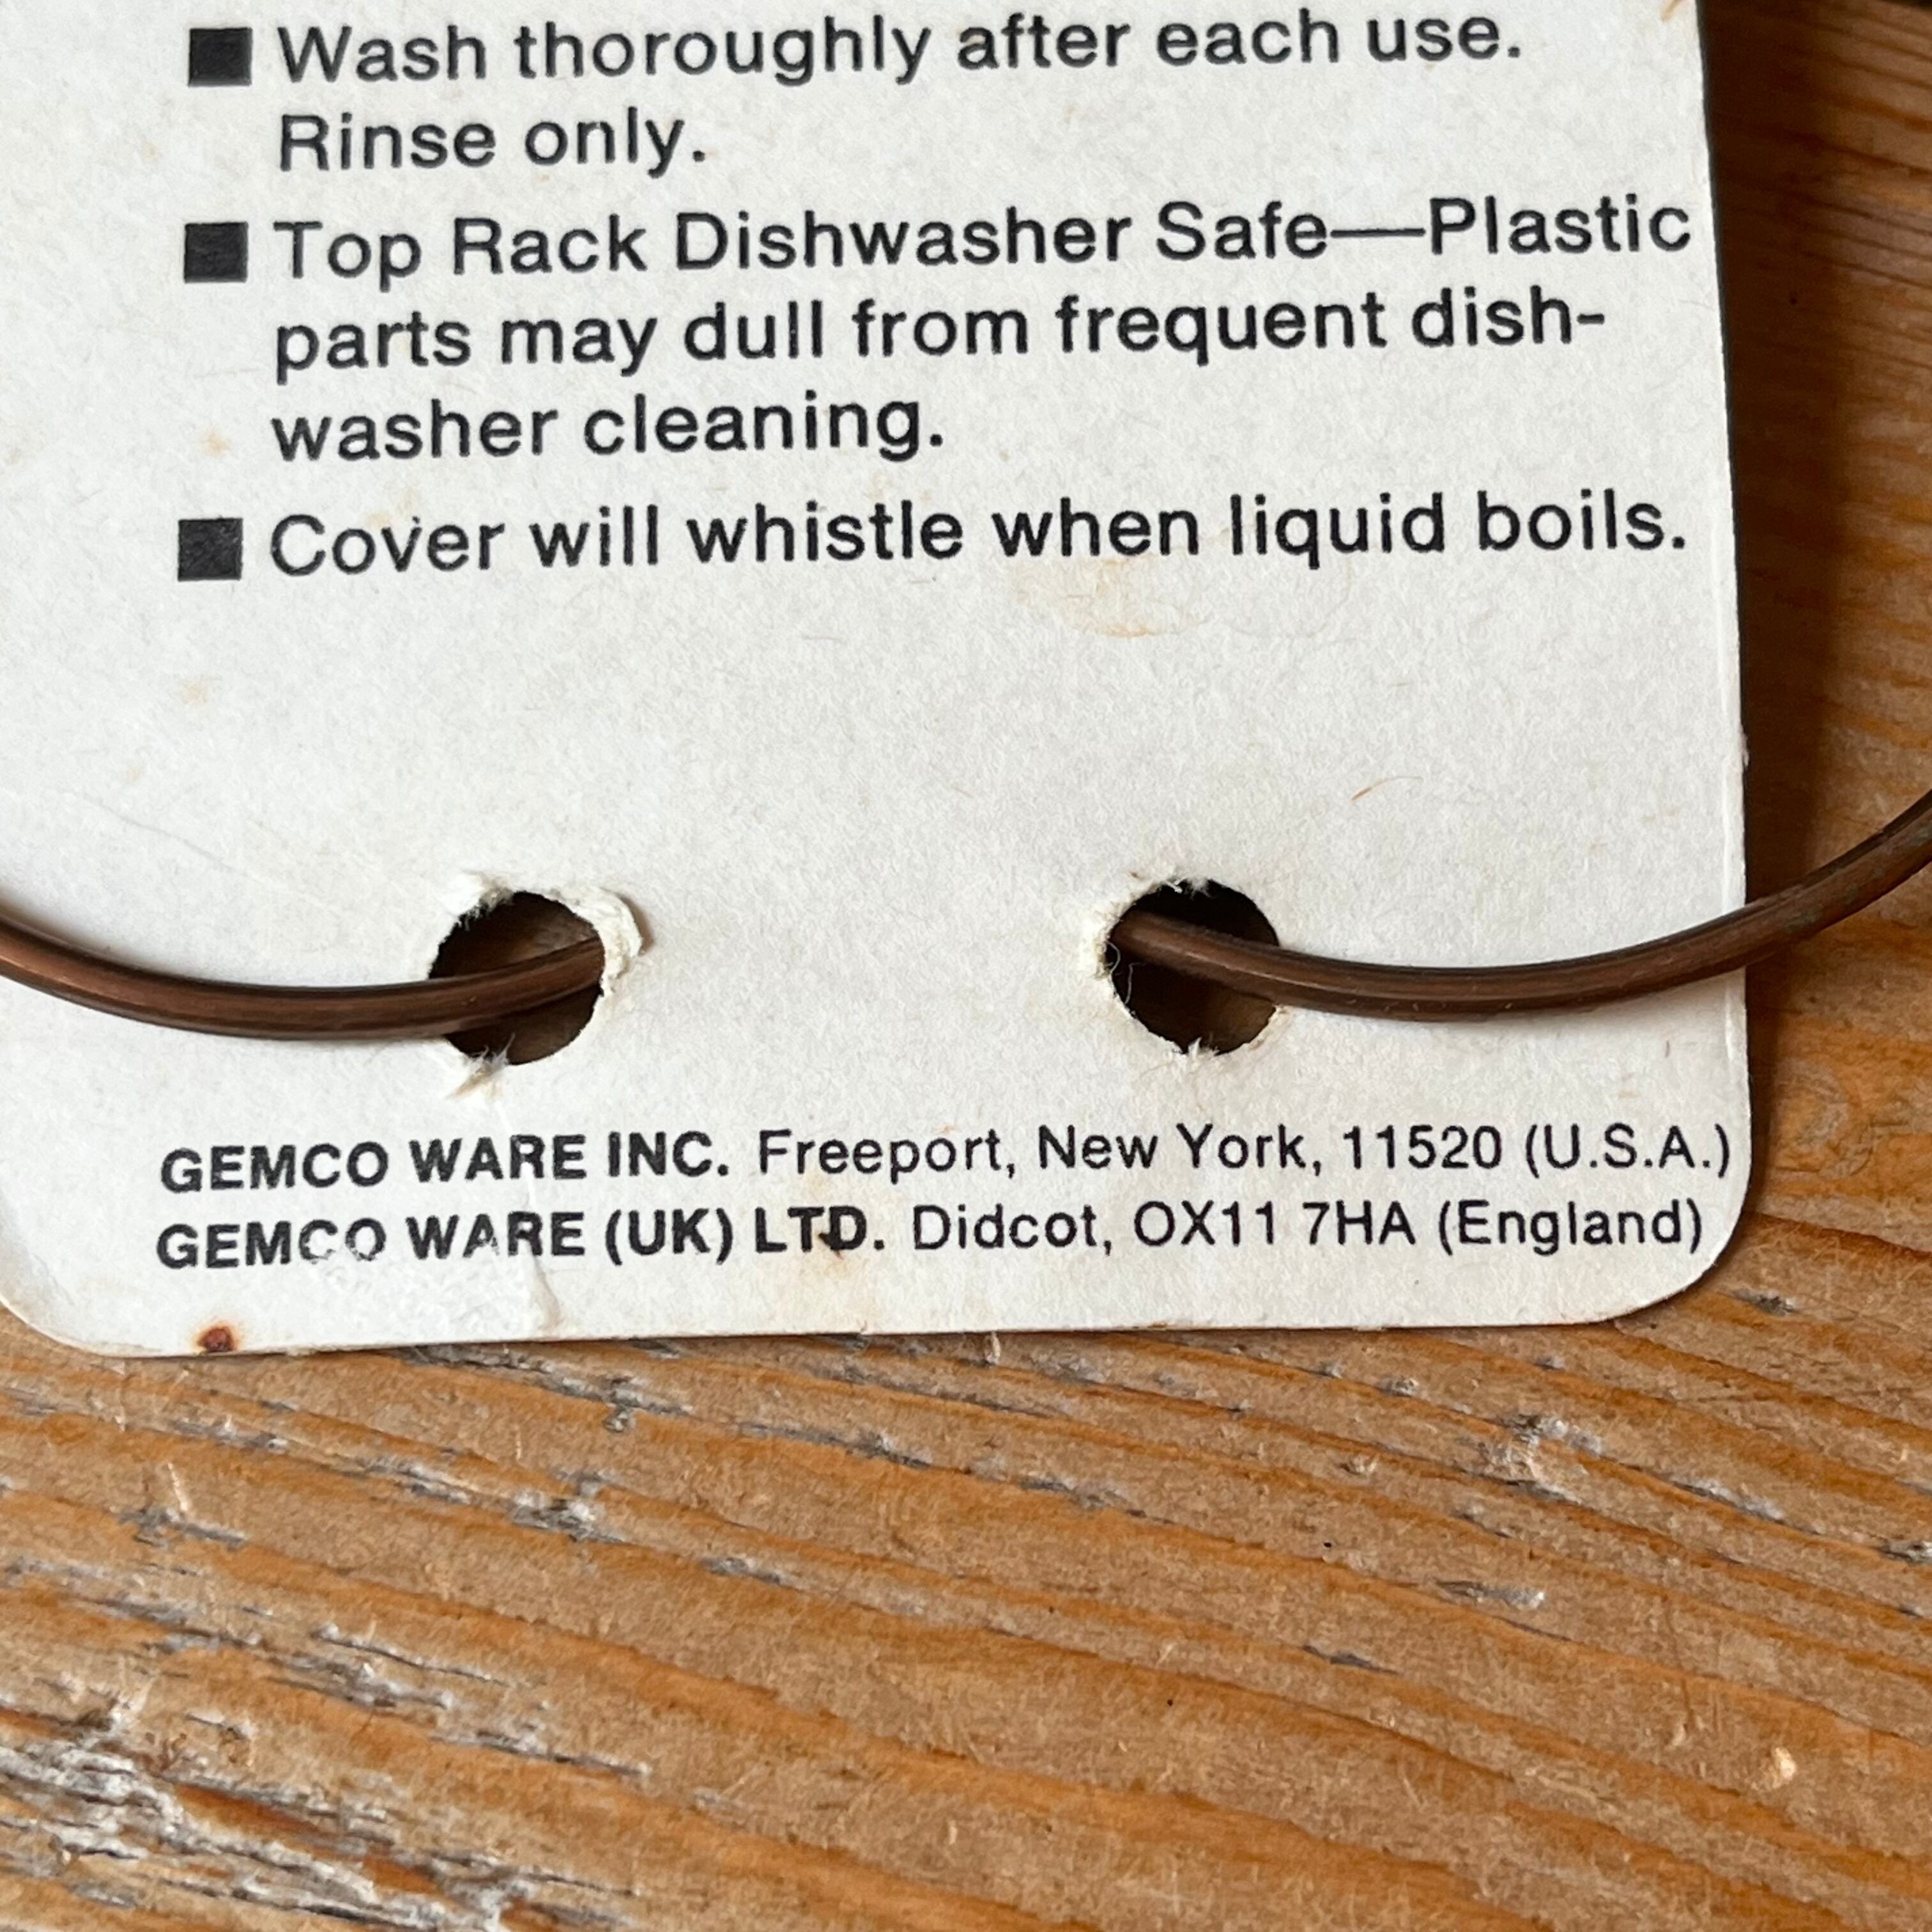 ■ Wash thoroughly after each use.
Rinse only.
■ Top Rack Dishwasher Safe—Plastic
parts may dull from frequent dish-
washer cleaning.
■ Cover will whistle when liquid boils.
GEMCO WARE INC. Freeport, New York, 11520 (U.S.A.)
GEMCO WARE (UK) LTD. Didcot, OX11 7HA (England)